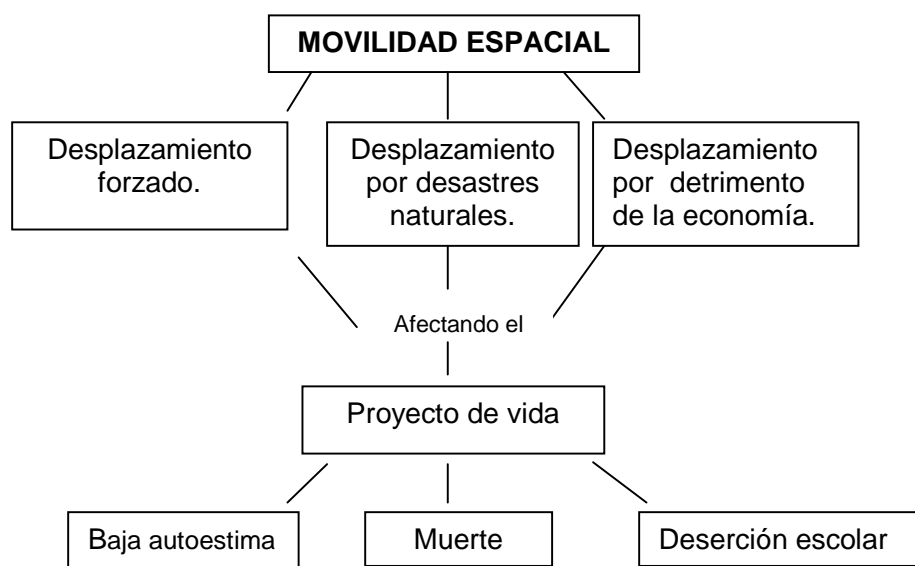 MOVILIDAD ESPACIAL
Desplazamiento
forzado.
Desplazamiento
por desastres
naturales.
Desplazamiento
por detrimento
de la economía.
Afectando el
Proyecto de vida
Baja autoestima
Muerte
Deserción escolar